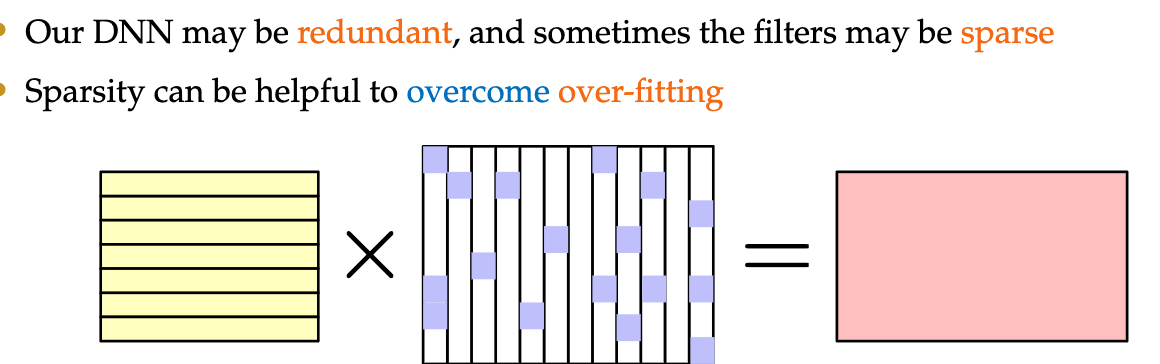 • Our DNN may be redundant, and sometimes the filters may be sparse
• Sparsity can be helpful to overcome over-fitting
× =